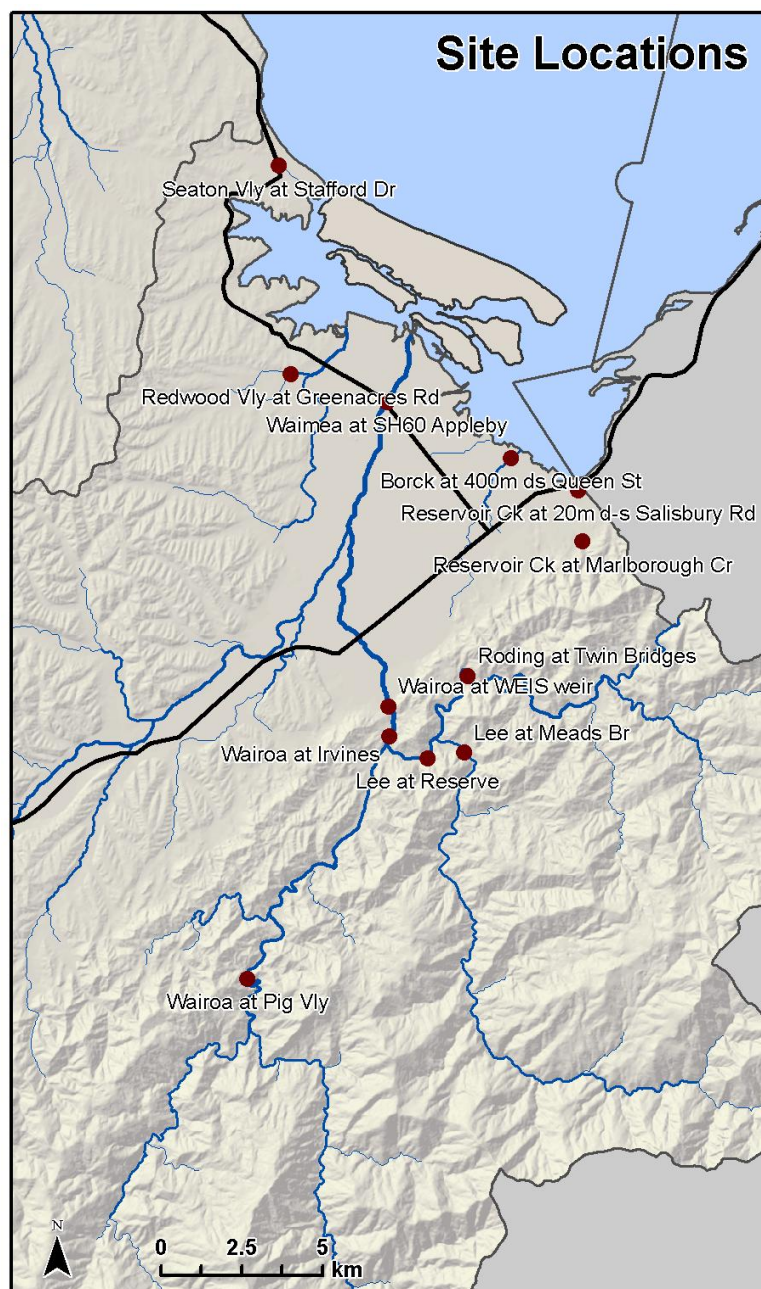 Site Locations
Seaton Vly at Stafford Dr
Redwood Vly at Greenacres Rd
Waimea at SH60 Appleby
Borck at 400m ds Queen St
Reservoir Ck at 20m d-s Salisbury Rd
Reservoir Ck at Marlborough Cr
Roding at Twin Bridges
Wairoa at WEIS weir
Wairoa at Irvines
Lee at Meads Br
Lee at Reserve
Wairoa at Pig Vly
N
0 2.5 5
km